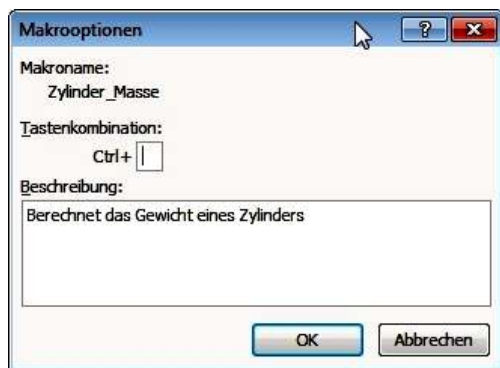 Makrooptionen
?
Makroname:
Zylinder_Masse
Tastenkombination:
Ctrl+
Beschreibung:
Berechnet das Gewicht eines Zylinders
OK Abbrechen